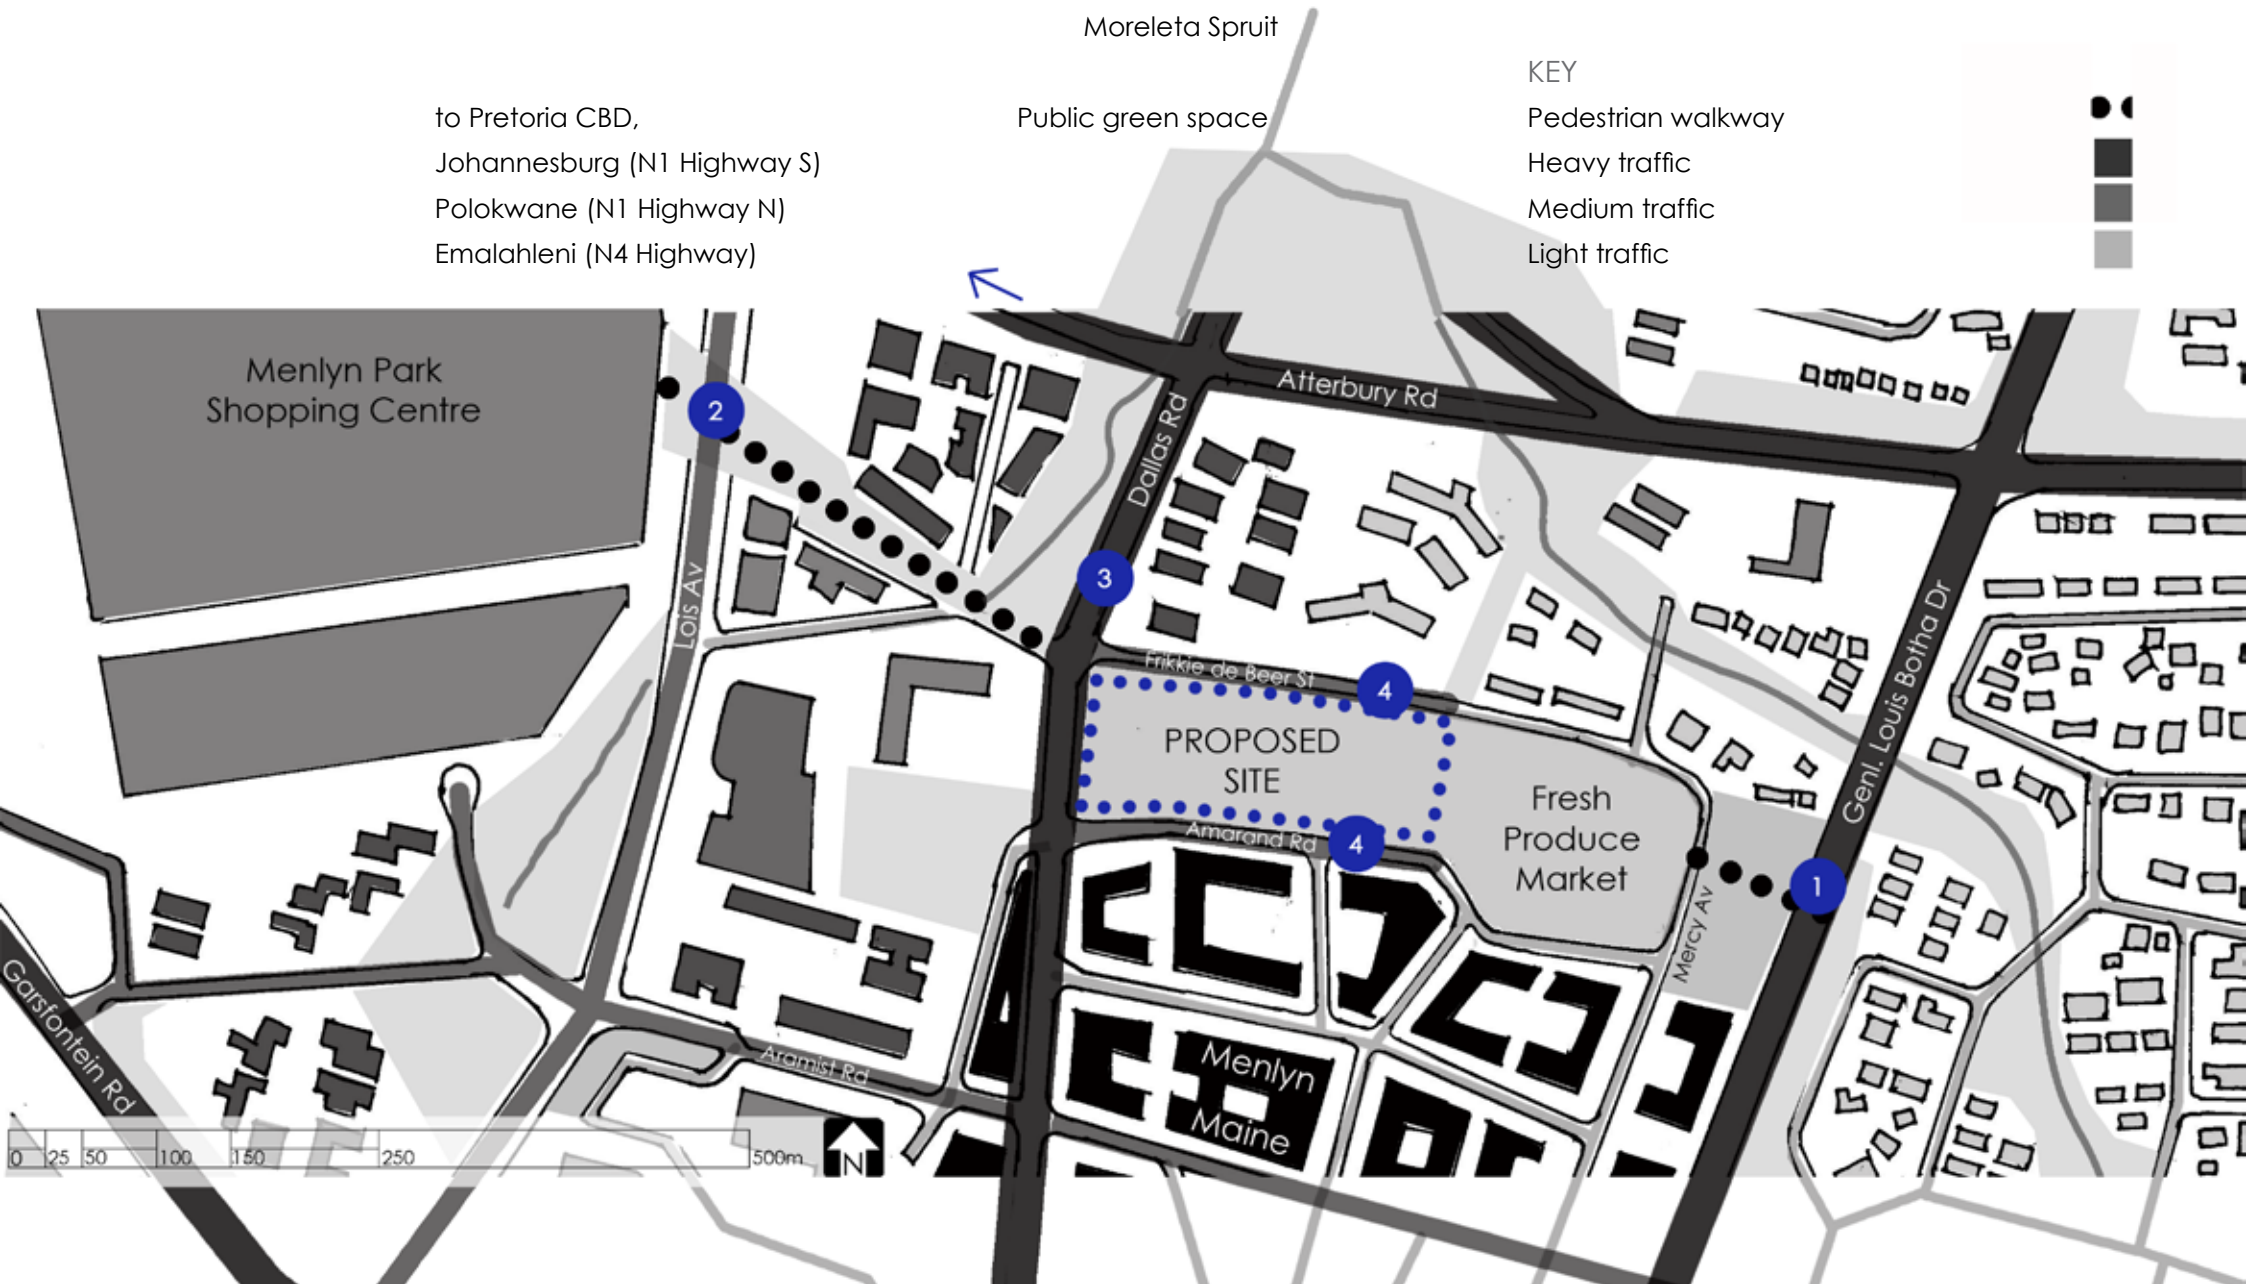 Moreleta Spruit
KEY
to Pretoria CBD,
Public green space
Pedestrian walkway
Johannesburg (N1 Highway S)
Heavy traffic
Polokwane (N1 Highway N)
Medium traffic
Emalahleni (N4 Highway)
Light traffic
Menlyn Park
Shopping Centre
2
Atterbury Rd
Dallas Rd
3
Lois Av
Frikkie de Beer St
4
PROPOSED
SITE
Genl. Louis Botha Dr
Fresh
Produce
Market
Amarand Rd
4
1
Mercy Av
Garsfontein Rd
Aramist Rd
Menlyn
Maine
0 25 50 100 150 250 500m
N